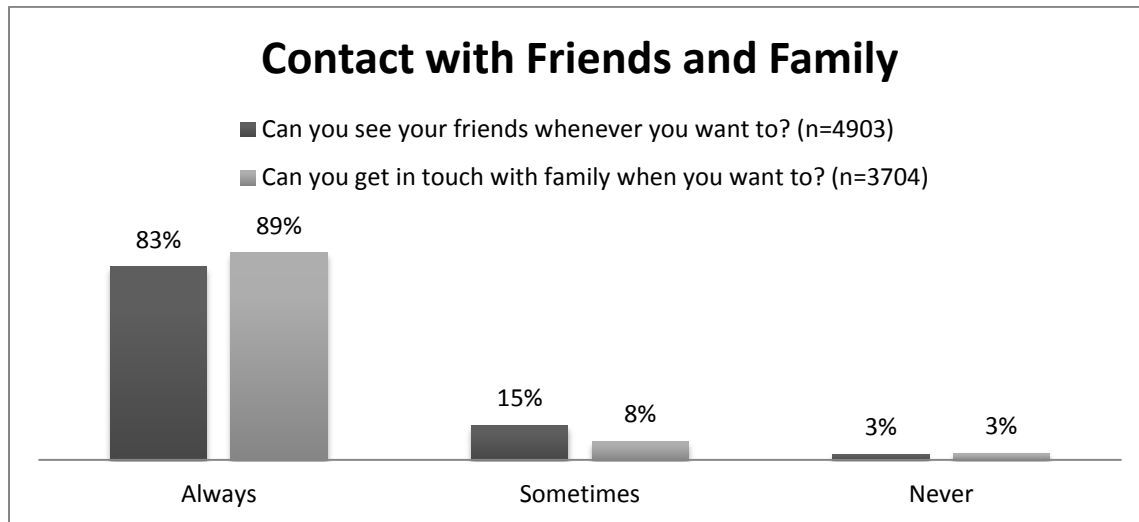 Contact with Friends and Family
Can you see your friends whenever you want to? (n=4903)
Can you get in touch with family when you want to? (n=3704)
83%
89%
15%
8%
3%
3%
Always
Sometimes
Never